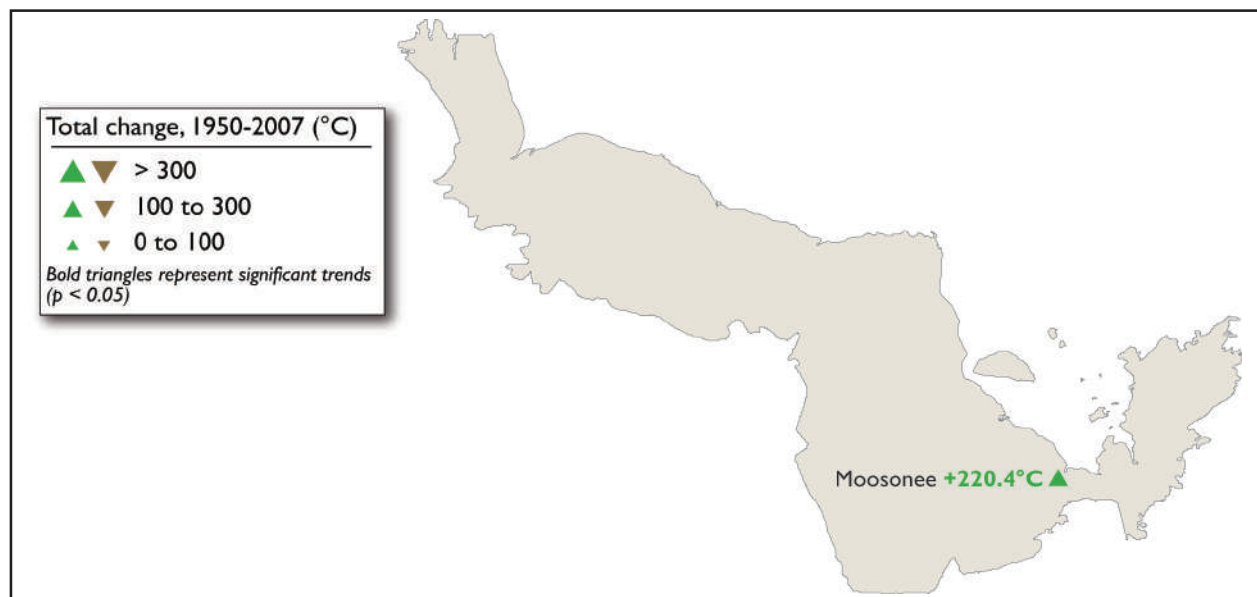 Total change, 1950-2007 (°C)
> 300
100 to 300
0 to 100
Bold triangles represent significant trends
(p < 0.05)
Moosonee +220.4°C